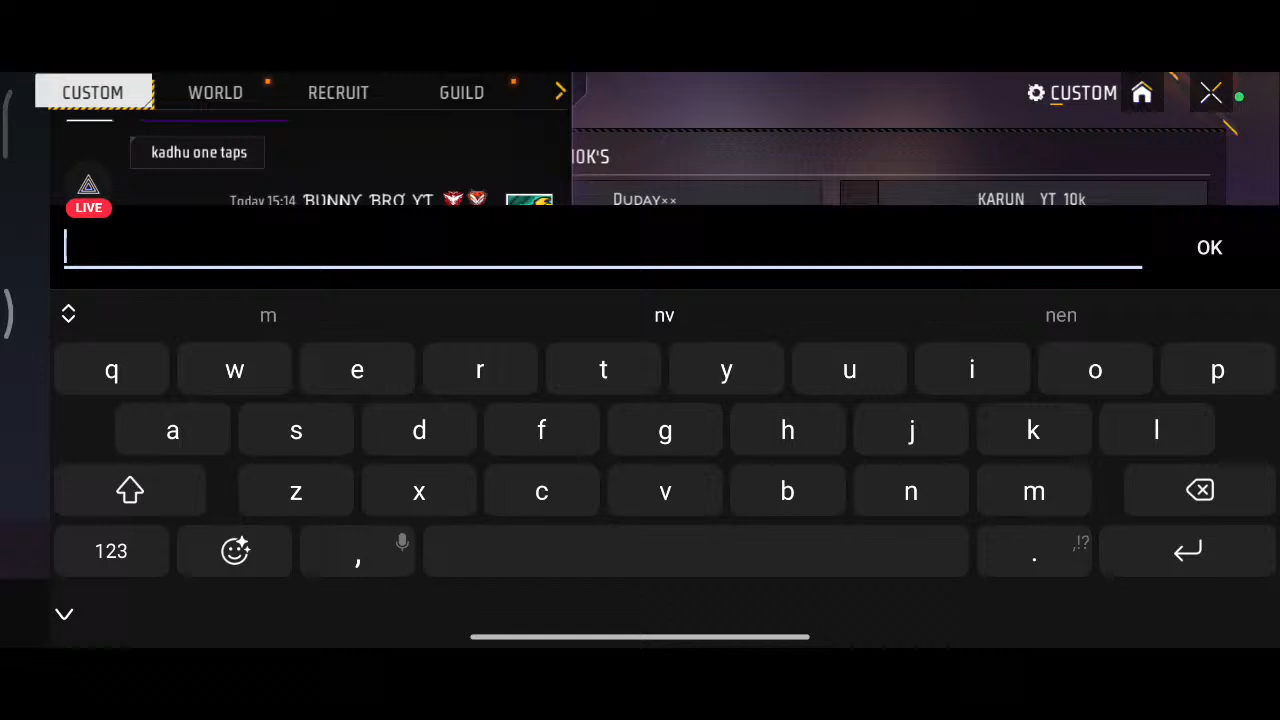 CUSTOM WORLD RECRUIT GUILD
CUSTOM
kadhu one taps
10K'S
LIVE
Today 15:14 BUNNY BRO YT
DUDAY×× KARUN YT 10k
OK
m nv nen
q w e r t y u i o p
a s d f g h j k l
z x c v b n m
123 , . ,!?